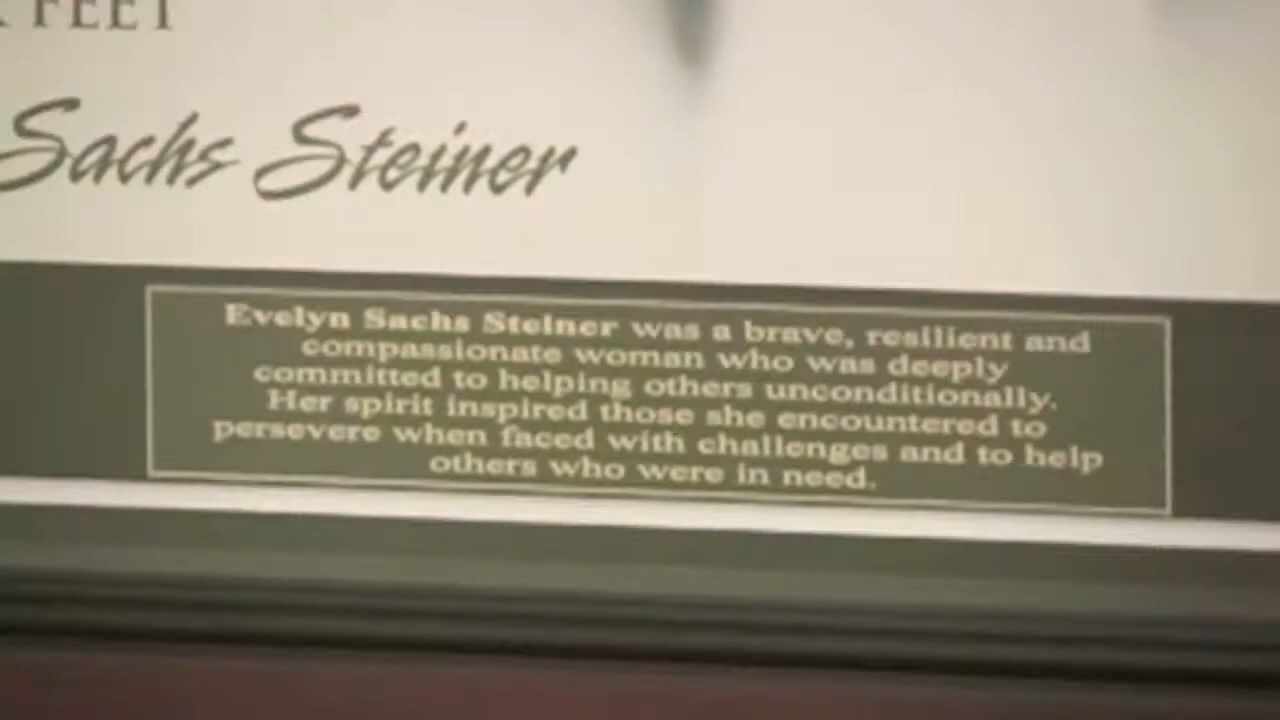 FEET
Sachs Steiner
Evelyn Sachs Steiner was a brave, resilient and
compassionate woman who was deeply
committed to helping others unconditionally.
Her spirit inspired those she encountered to
persevere when faced with challenges and to help
others who were in need.